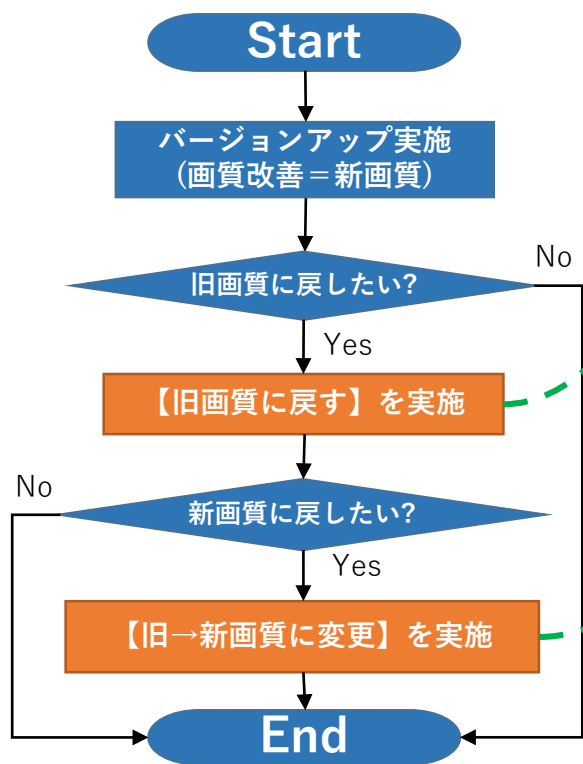 Start
バージョンアップ実施
(画質改善＝新画質)
旧画質に戻したい?
No
Yes
【旧画質に戻す】を実施
No
新画質に戻したい?
Yes
【旧→新画質に変更】を実施
End